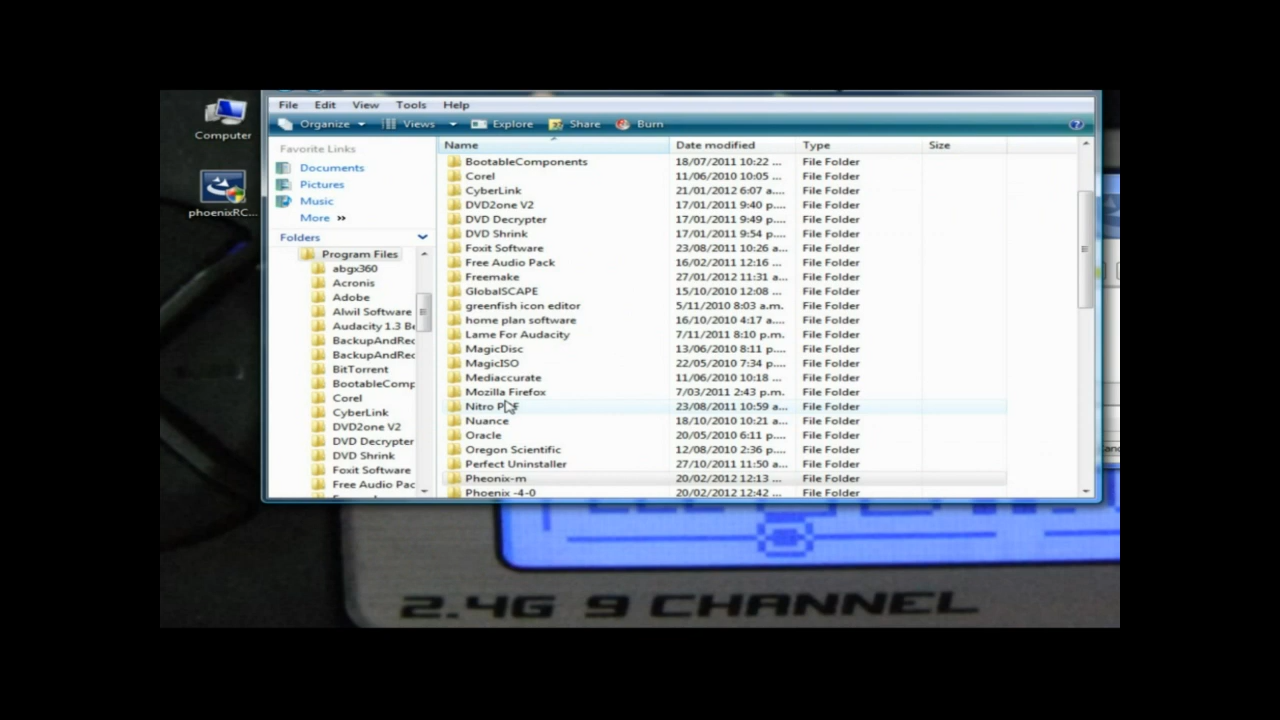 Computer
phoenixRC...
File Edit View Tools Help
Organize Views Explore Share Burn
Favorite Links
Documents
Pictures
Music
More »
Folders
Program Files
abgx360
Acronis
Adobe
Alwil Software
Audacity 1.3 Be
BackupAndRec
BackupAndRec
BitTorrent
BootableComp
Corel
CyberLink
DVD2one V2
DVD Decrypter
DVD Shrink
Foxit Software
Free Audio Pac
Name Date modified Type Size
BootableComponents 18/07/2011 10:22 ... File Folder
Corel 11/06/2010 10:05 ... File Folder
CyberLink 21/01/2012 6:07 a.... File Folder
DVD2one V2 17/01/2011 9:40 p.... File Folder
DVD Decrypter 17/01/2011 9:49 p.... File Folder
DVD Shrink 17/01/2011 9:54 p.... File Folder
Foxit Software 23/08/2011 10:26 a... File Folder
Free Audio Pack 16/02/2011 12:16 ... File Folder
Freemake 27/01/2012 11:31 a... File Folder
GlobalSCAPE 15/10/2010 12:08 ... File Folder
greenfish icon editor 5/11/2010 8:03 a.m. File Folder
home plan software 16/10/2010 4:17 a.... File Folder
Lame For Audacity 7/11/2011 8:10 p.m. File Folder
MagicDisc 13/06/2010 8:11 p.... File Folder
MagicISO 22/05/2010 7:34 p.... File Folder
Mediaccurate 11/06/2010 10:18 ... File Folder
Mozilla Firefox 7/03/2011 2:43 p.m. File Folder
Nitro PDF 23/08/2011 10:59 a... File Folder
Nuance 18/10/2010 10:21 a... File Folder
Oracle 20/05/2010 6:11 p.... File Folder
Oregon Scientific 12/08/2010 2:36 p.... File Folder
Perfect Uninstaller 27/10/2011 11:50 a... File Folder
Pheonix-m 20/02/2012 12:13 ... File Folder
Phoenix -4-0 20/02/2012 12:42 ... File Folder
2.4G 9 CHANNEL